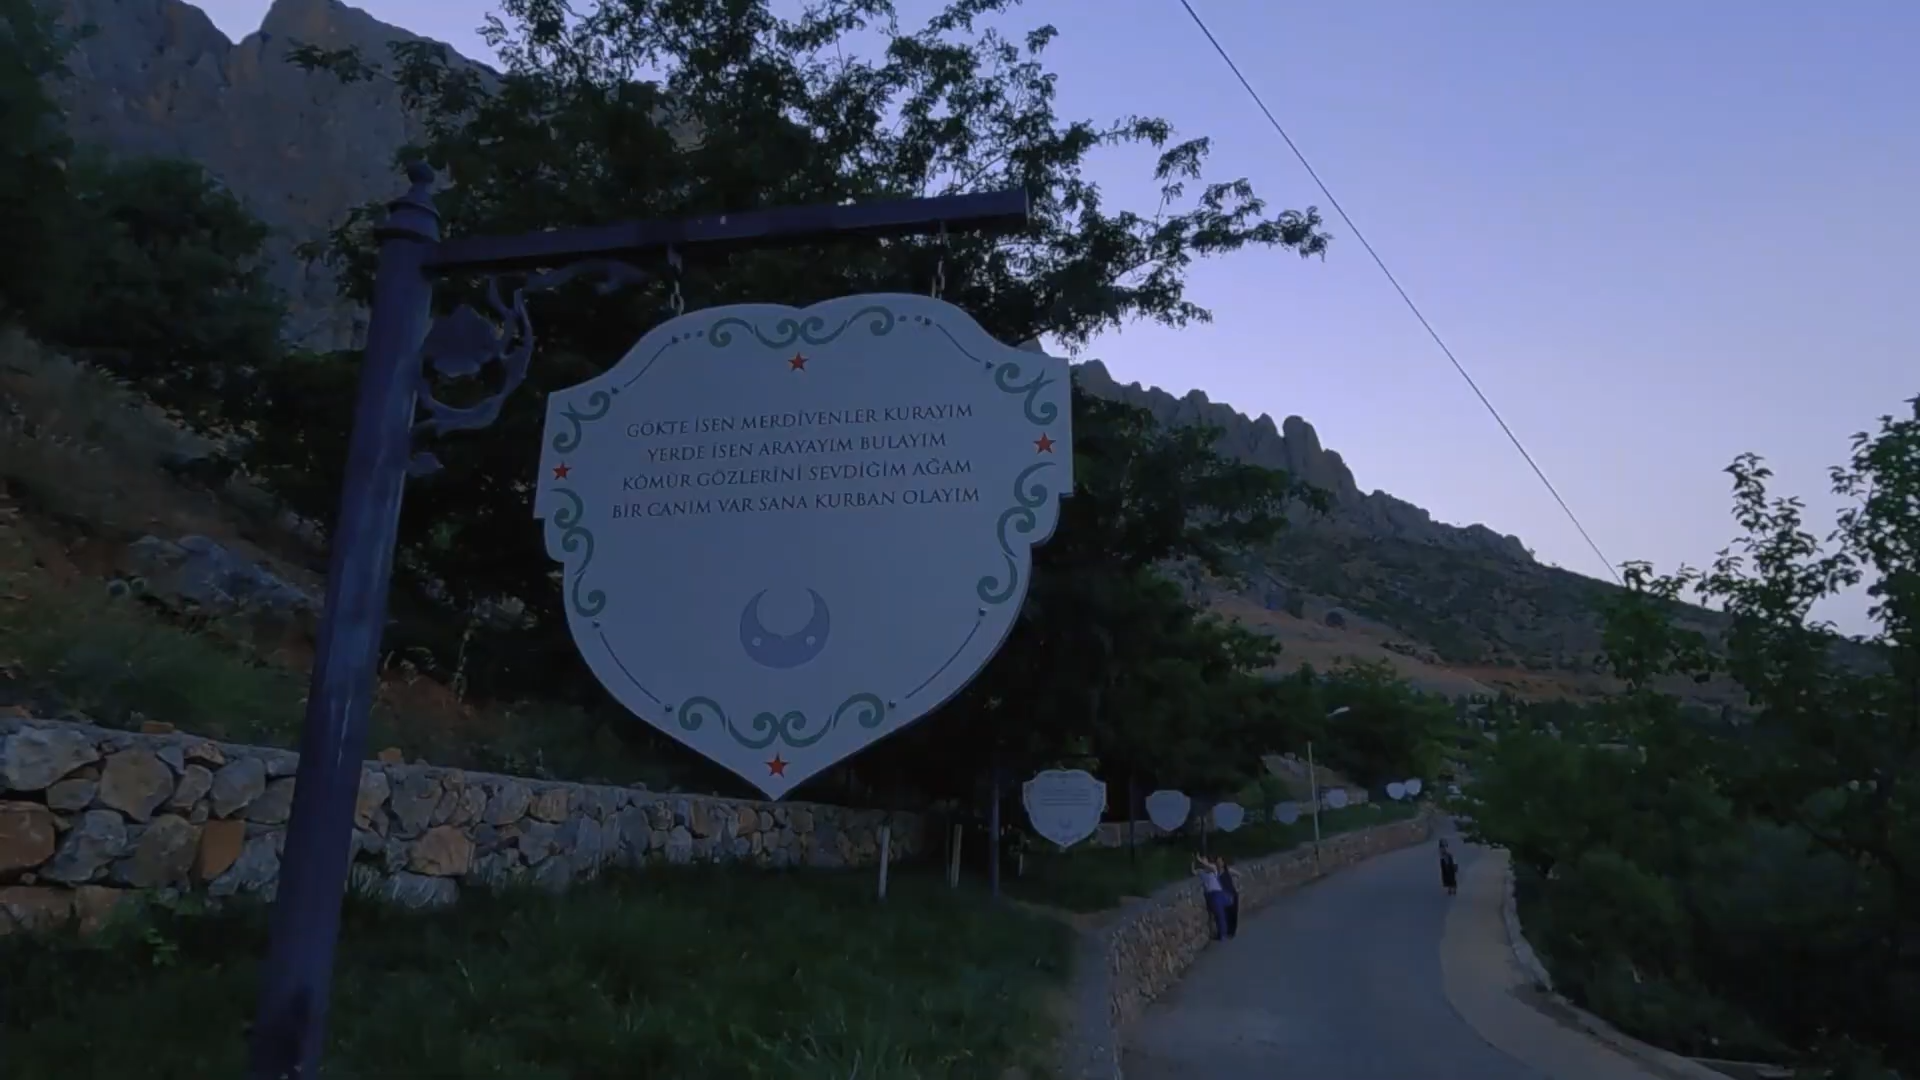 GÖKTE İSEN MERDİVENLER KURAYIM
YERDE İSEN ARAYAYIM BULAYIM
KÖMÜR GÖZLERİNİ SEVDİĞİM AĞAM
BİR CANIM VAR SANA KURBAN OLAYIM